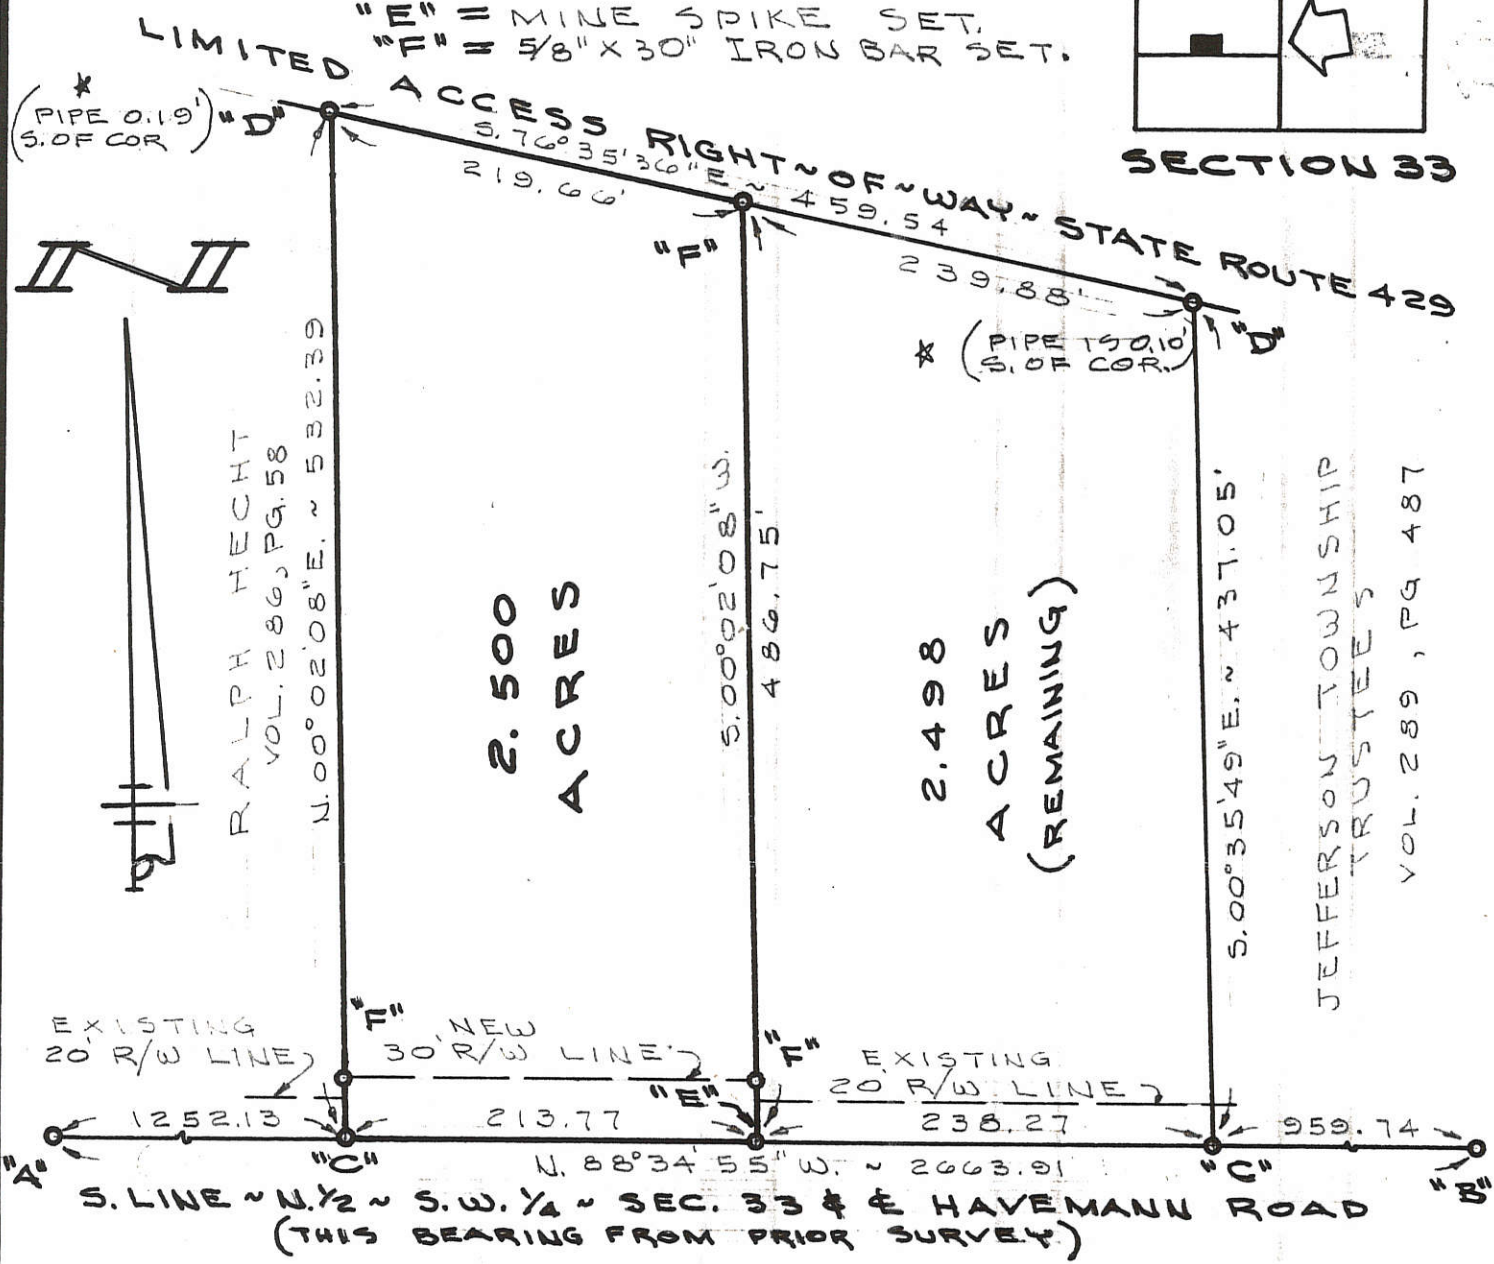 "E" = MINE SPIKE SET.
"F" = 5/8" X 30" IRON BAR SET.
SECTION 33
LIMITED ACCESS RIGHT~OF~WAY~ STATE ROUTE 429
*
(PIPE 0.19'
S. OF COR)
"D"
S. 76° 35' 36" E ~ 459.54
219.66'
"F"
239.88'
* (PIPE IS 0.10'
S. OF COR.)
"D"
N
RALPH HECHT
VOL. 286, PG. 58
N. 00° 02' 08" E. ~ 532.39
2.500
ACRES
S. 00° 02' 08" W.
486.75'
2.498
ACRES
(REMAINING)
S. 00° 35' 49" E. ~ 437.05'
JEFFERSON TOWNSHIP
TRUSTEES
VOL. 289, PG 487
EXISTING
20' R/W LINE
"F"
NEW
30' R/W LINE
"F"
"E"
EXISTING
20' R/W LINE
1252.13
213.77
238.27
959.74
"A"
"C"
N. 88° 34' 55" W. ~ 2663.91
"C"
"B"
S. LINE ~ N. 1/2 ~ S.W. 1/4 ~ SEC. 33 & ℄ HAVEMANN ROAD
(THIS BEARING FROM PRIOR SURVEY)